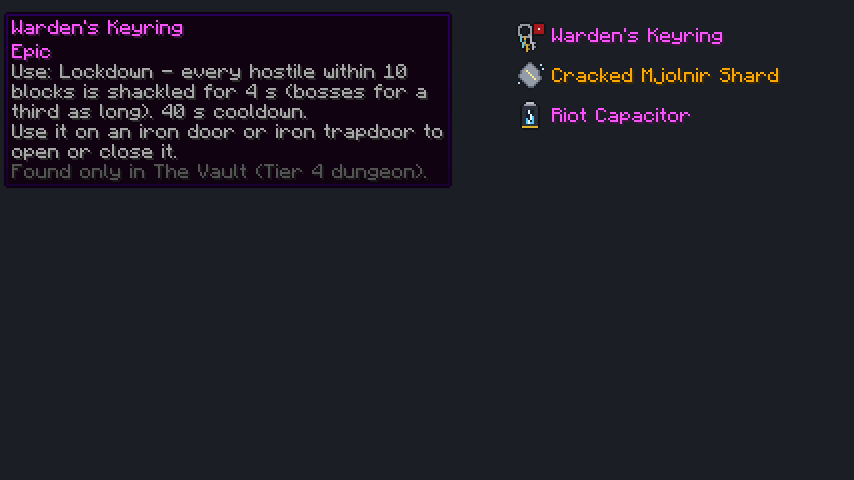 Warden's Keyring
Epic
Use: Lockdown – every hostile within 10
blocks is shackled for 4 s (bosses for a
third as long). 40 s cooldown.
Use it on an iron door or iron trapdoor to
open or close it.
Found only in The Vault (Tier 4 dungeon).
Warden's Keyring
Cracked Mjolnir Shard
Riot Capacitor